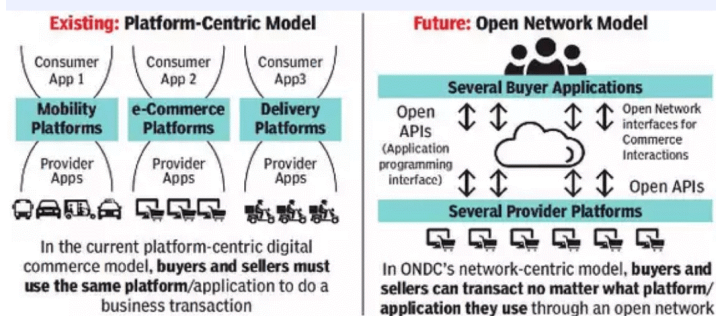 Existing: Platform-Centric Model
Consumer App 1
Consumer App 2
Consumer App3
Mobility Platforms
e-Commerce Platforms
Delivery Platforms
Provider Apps
Provider Apps
Provider Apps
In the current platform-centric digital
commerce model, buyers and sellers must
use the same platform/application to do a
business transaction
Future: Open Network Model
Several Buyer Applications
Open
APIs
(Application
programming
interface)
Open Network
interfaces for
Commerce
Interactions
Open APIs
Several Provider Platforms
In ONDC's network-centric model, buyers and
sellers can transact no matter what platform/
application they use through an open network